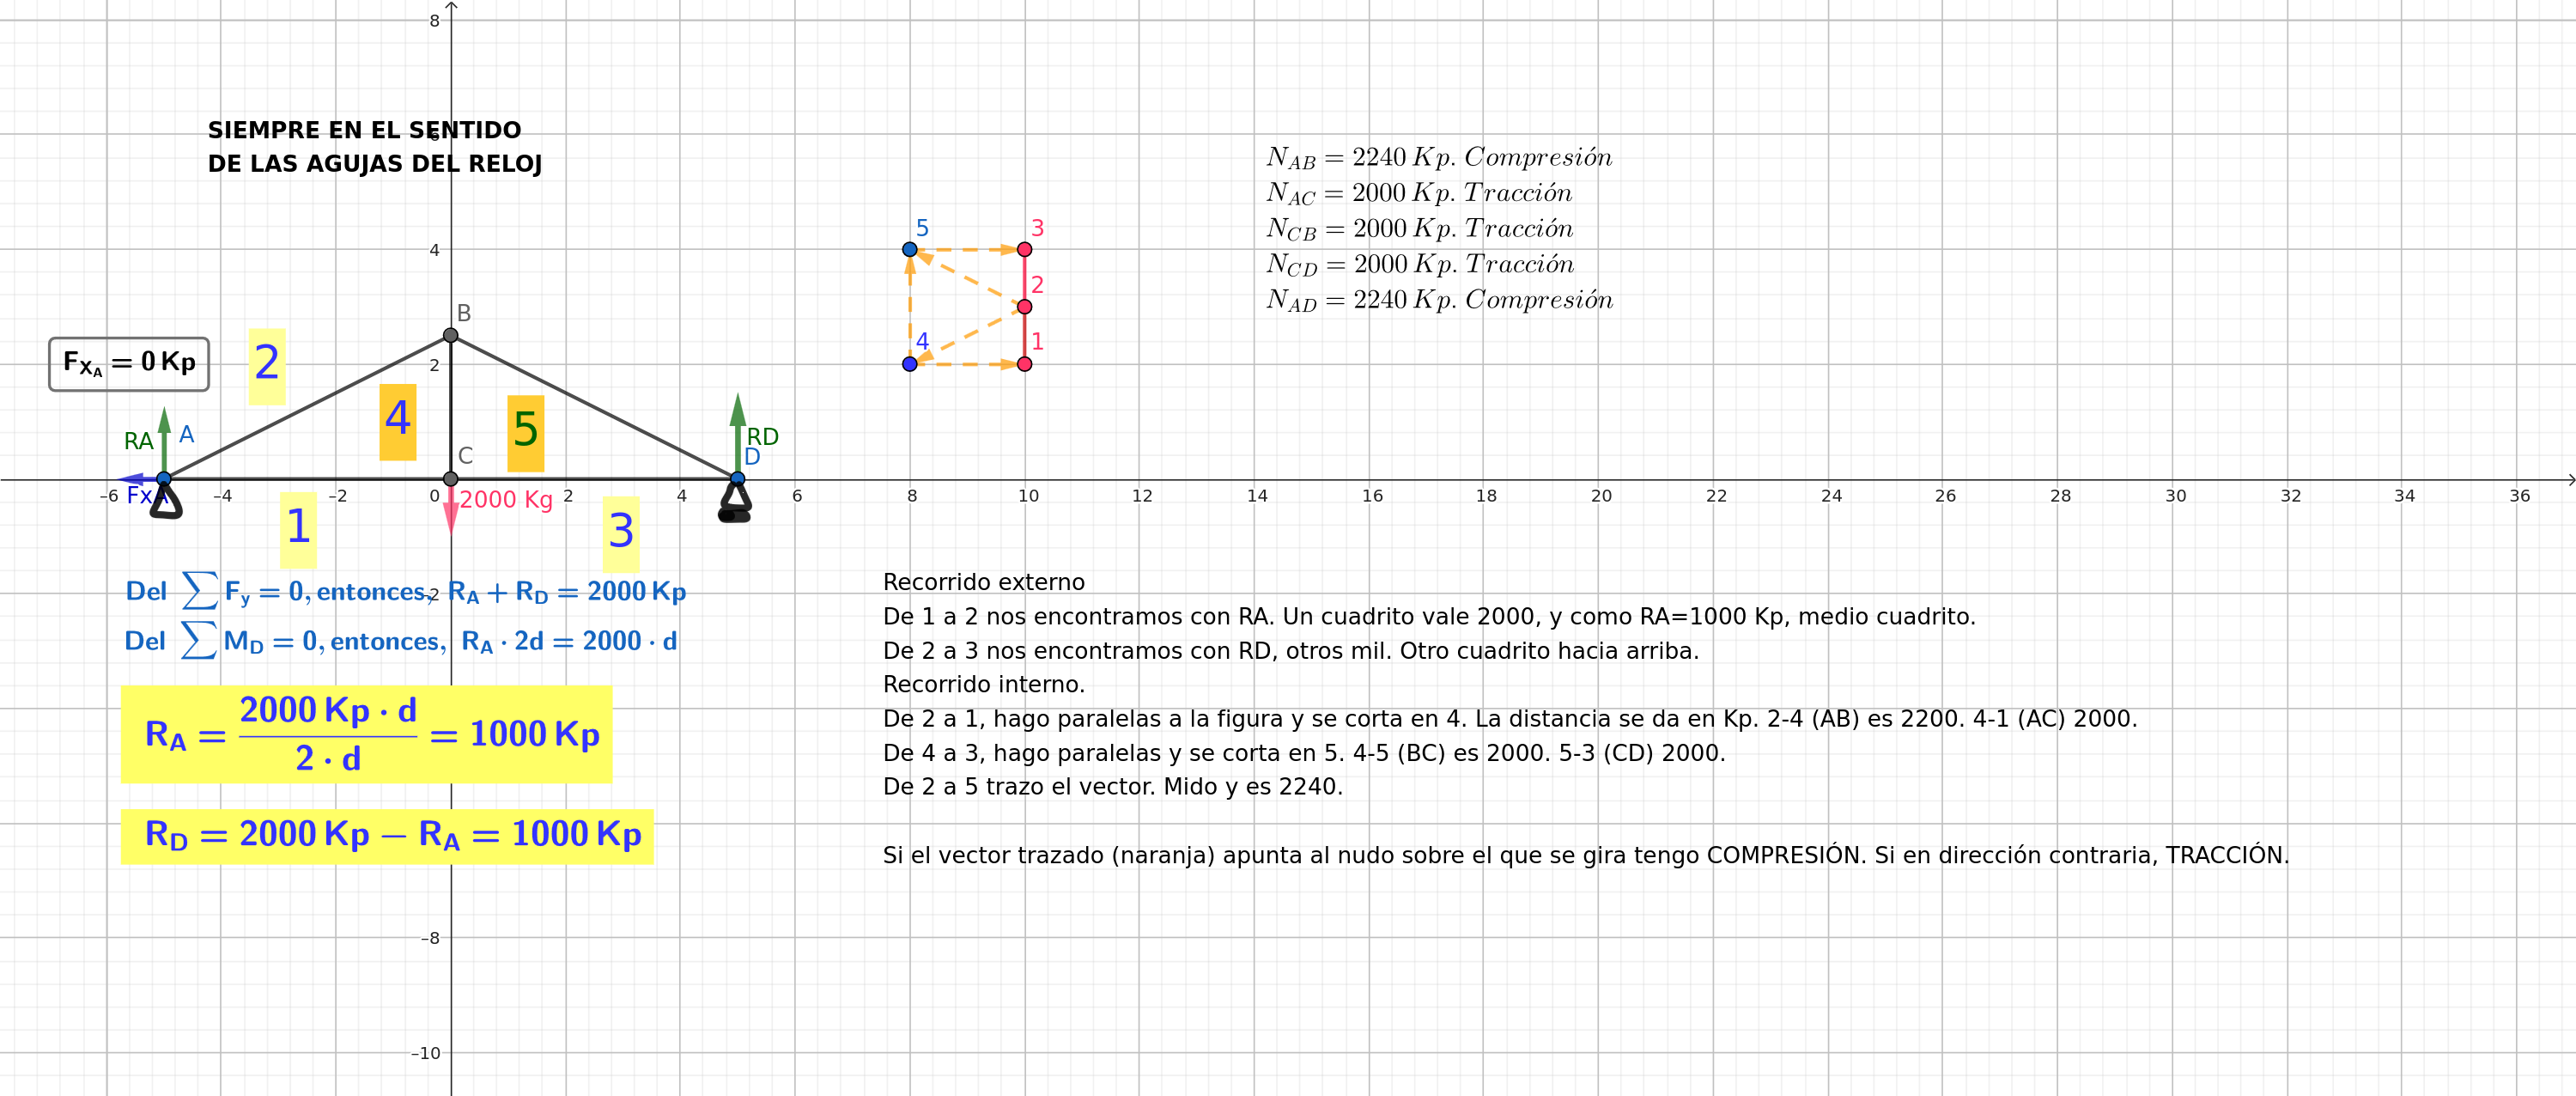 SIEMPRE EN EL SENTIDO
DE LAS AGUJAS DEL RELOJ
8
6
4
2
0
–2
–8
–10
–6
–4
–2
2
4
6
8
10
12
14
16
18
20
22
24
26
28
30
32
34
36
F_{X_A} = 0 Kp
2
4
5
1
3
B
C
RA
A
RD
D
FxA
2000 Kg
5
3
2
4
1
N_{AB} = 2240 Kp. Compresión
N_{AC} = 2000 Kp. Tracción
N_{CB} = 2000 Kp. Tracción
N_{CD} = 2000 Kp. Tracción
N_{AD} = 2240 Kp. Compresión
Del ∑ F_y = 0, entonces, R_A + R_D = 2000 Kp
Del ∑ M_D = 0, entonces, R_A · 2d = 2000 · d
R_A = \frac{2000 Kp · d}{2 · d} = 1000 Kp
R_D = 2000 Kp − R_A = 1000 Kp
Recorrido externo
De 1 a 2 nos encontramos con RA. Un cuadrito vale 2000, y como RA=1000 Kp, medio cuadrito.
De 2 a 3 nos encontramos con RD, otros mil. Otro cuadrito hacia arriba.
Recorrido interno.
De 2 a 1, hago paralelas a la figura y se corta en 4. La distancia se da en Kp. 2-4 (AB) es 2200. 4-1 (AC) 2000.
De 4 a 3, hago paralelas y se corta en 5. 4-5 (BC) es 2000. 5-3 (CD) 2000.
De 2 a 5 trazo el vector. Mido y es 2240.
Si el vector trazado (naranja) apunta al nudo sobre el que se gira tengo COMPRESIÓN. Si en dirección contraria, TRACCIÓN.